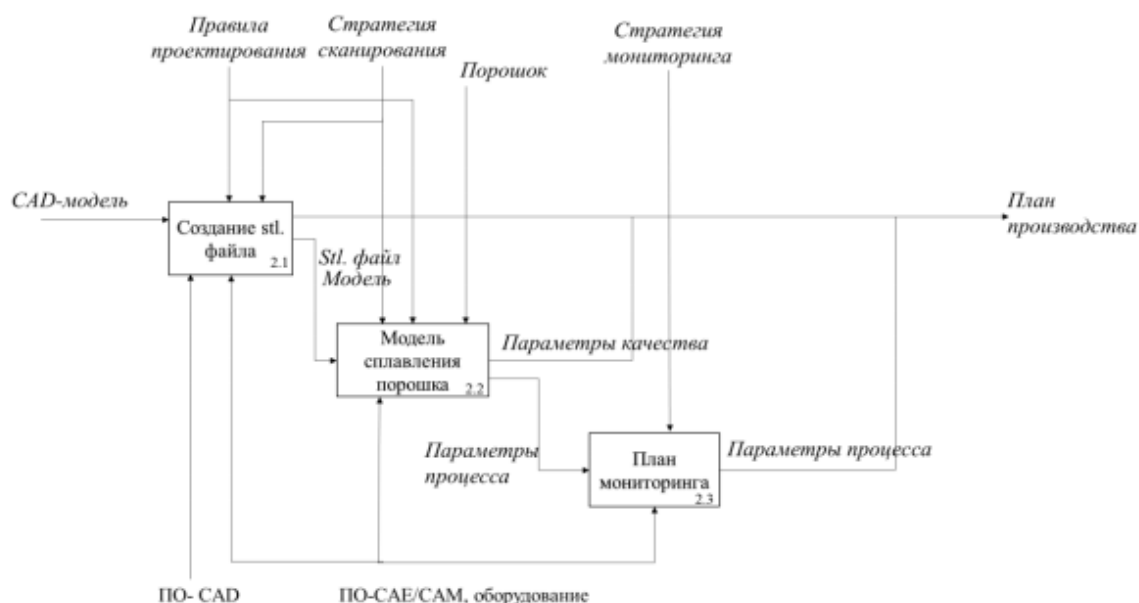 Правила
проектирования
Стратегия
сканирования
Стратегия
мониторинга
Порошок
CAD-модель
План
производства
Создание stl.
файла
2.1
Stl. файл
Модель
Модель
сплавления
порошка
2.2
Параметры качества
Параметры
процесса
План
мониторинга
2.3
Параметры процесса
ПО- CAD
ПО-CAE/CAM, оборудование